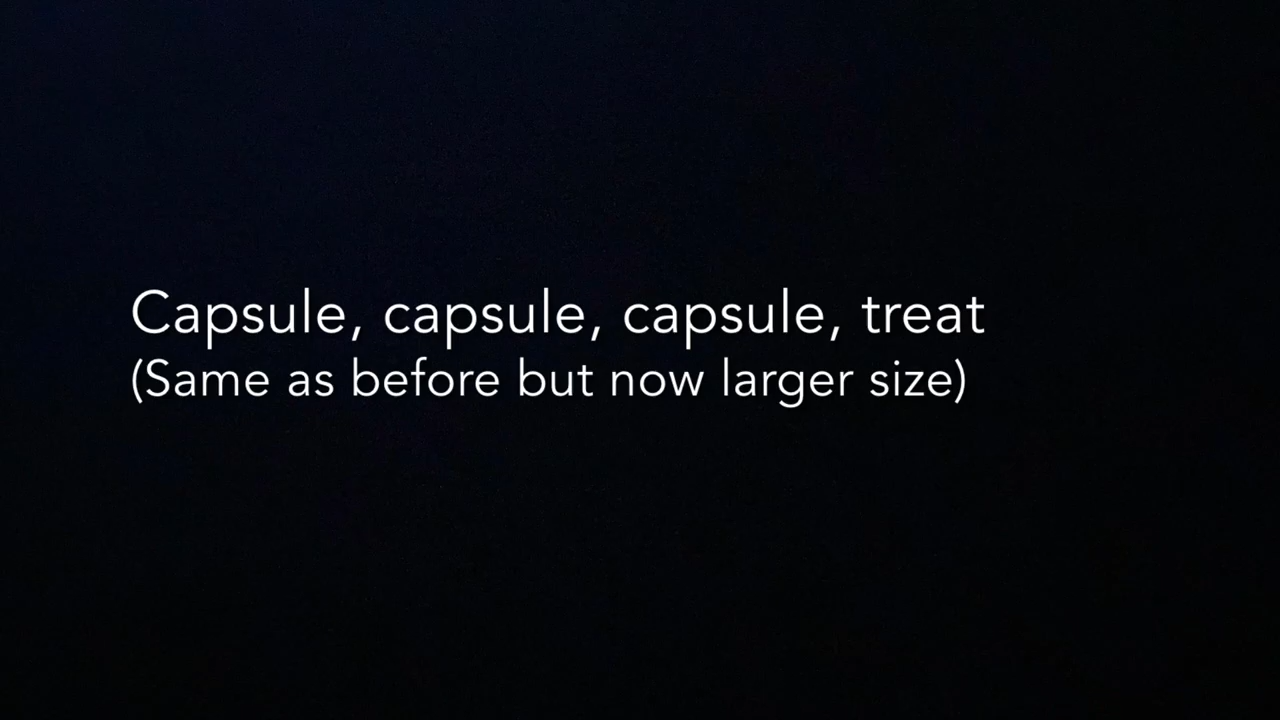 Capsule, capsule, capsule, treat
(Same as before but now larger size)